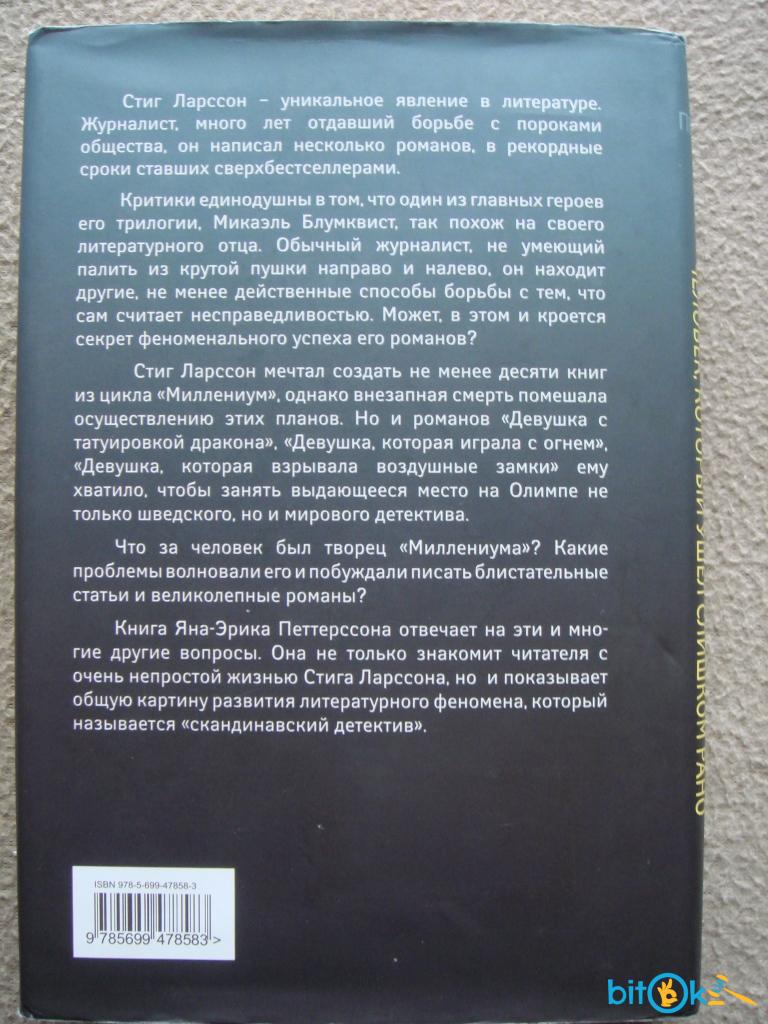 Стиг Ларссон – уникальное явление в литературе.
Журналист, много лет отдавший борьбе с пороками
общества, он написал несколько романов, в рекордные
сроки ставших сверхбестселлерами.
Критики единодушны в том, что один из главных героев
его трилогии, Микаэль Блумквист, так похож на своего
литературного отца. Обычный журналист, не умеющий
палить из крутой пушки направо и налево, он находит
другие, не менее действенные способы борьбы с тем, что
сам считает несправедливостью. Может, в этом и кроется
секрет феноменального успеха его романов?
Стиг Ларссон мечтал создать не менее десяти книг
из цикла «Миллениум», однако внезапная смерть помешала
осуществлению этих планов. Но и романов «Девушка с
татуировкой дракона», «Девушка, которая играла с огнем»,
«Девушка, которая взрывала воздушные замки» ему
хватило, чтобы занять выдающееся место на Олимпе не
только шведского, но и мирового детектива.
Что за человек был творец «Миллениума»? Какие
проблемы волновали его и побуждали писать блистательные
статьи и великолепные романы?
Книга Яна-Эрика Петтерссона отвечает на эти и мно-
гие другие вопросы. Она не только знакомит читателя с
очень непростой жизнью Стига Ларссона, но и показывает
общую картину развития литературного феномена, который
называется «скандинавский детектив».
ISBN 978-5-699-47858-3
9 785699 478583 >
КОТОРЫЙ УШЕЛ СЛИШКОМ РАНО
bitok